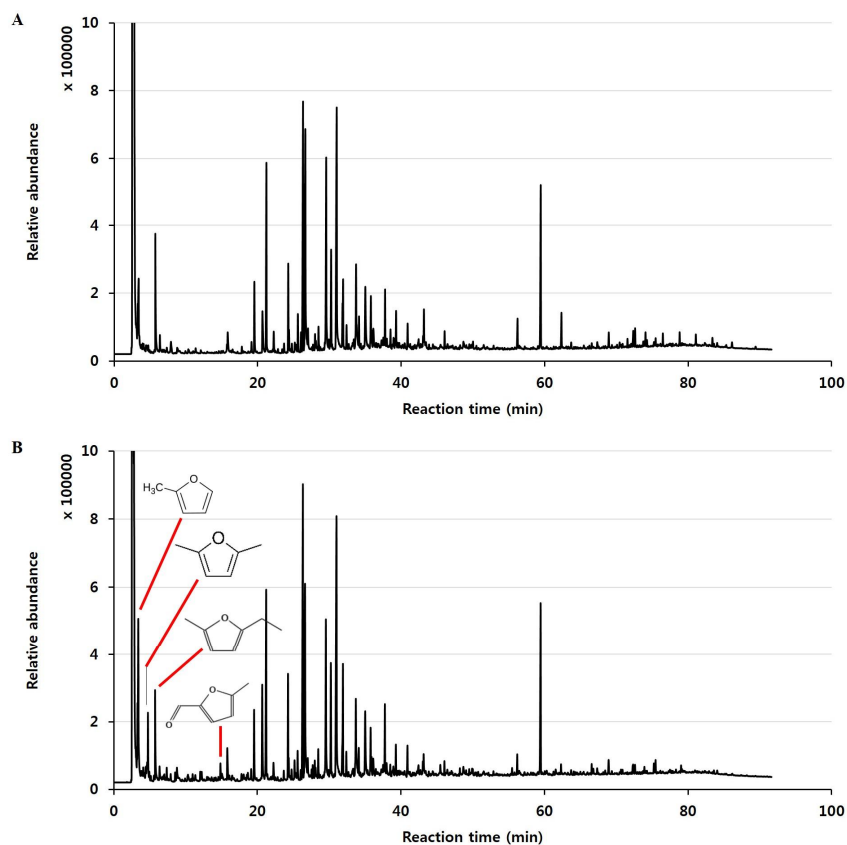 A
x 100000
Relative abundance
10
8
6
4
2
0
0 20 40 60 80 100
Reaction time (min)
B
x 100000
Relative abundance
10
8
6
4
2
0
O
H₃C
O
O
O
O
0 20 40 60 80 100
Reaction time (min)